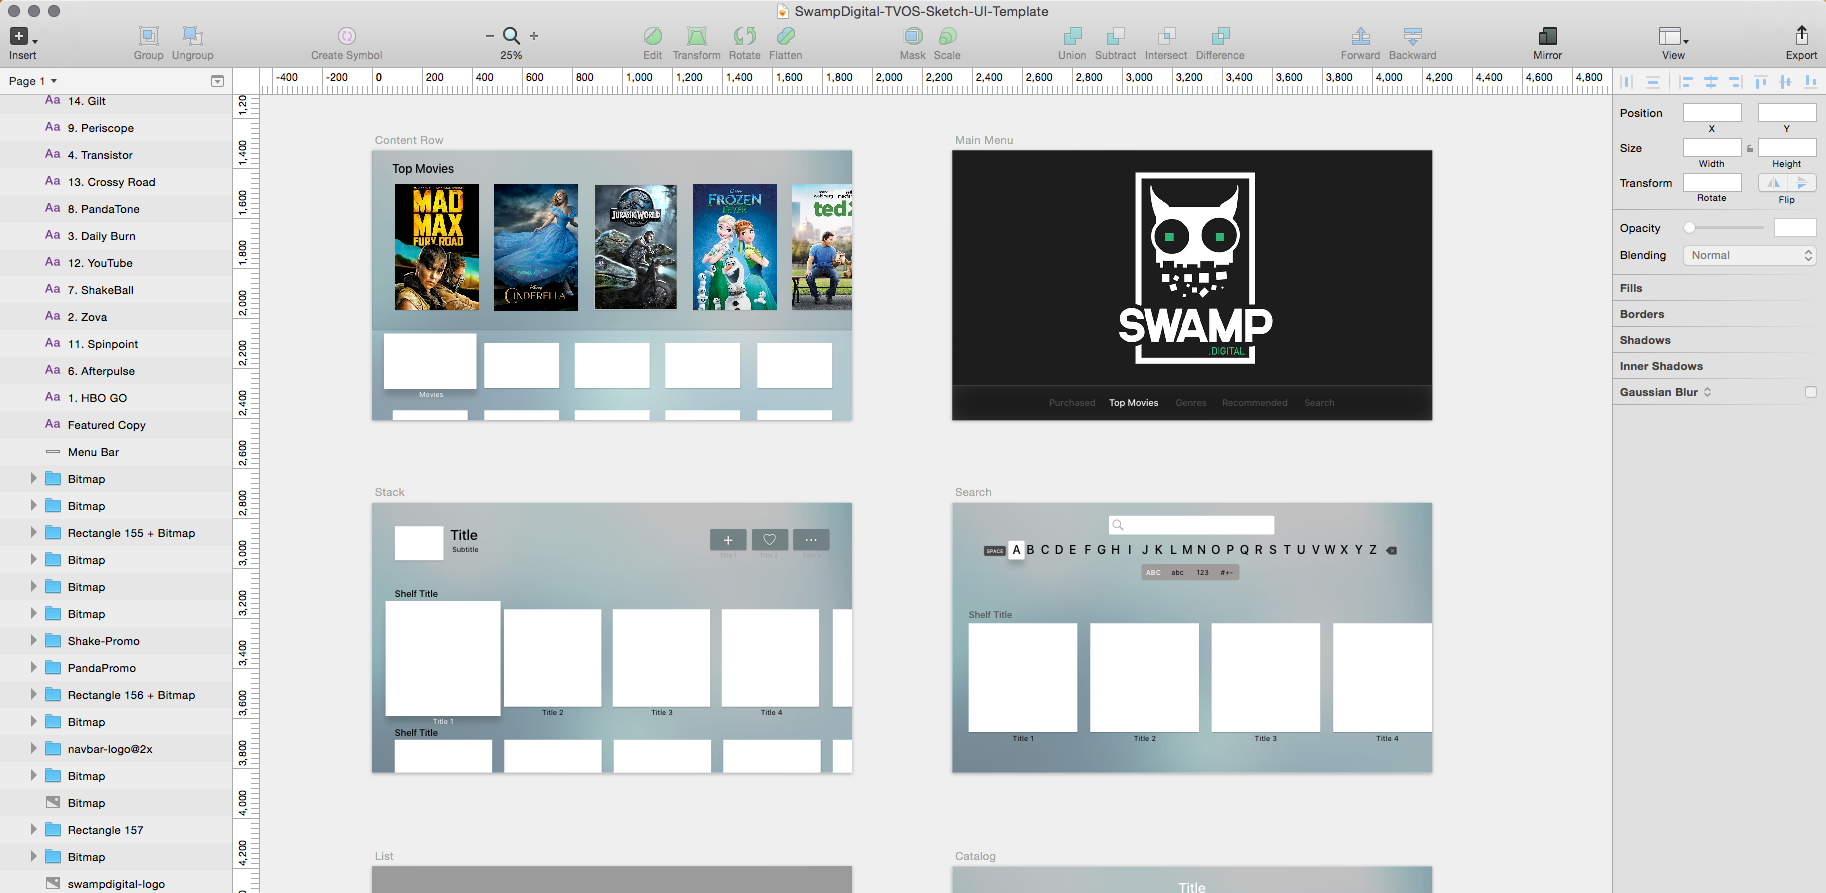 SwampDigital-TVOS-Sketch-UI-Template
Insert
Group
Ungroup
Create Symbol
25%
Edit
Transform
Rotate
Flatten
Mask
Scale
Union
Subtract
Intersect
Difference
Forward
Backward
Mirror
View
Export
Page 1
-400 -200 0 200 400 600 800 1,000 1,200 1,400 1,600 1,800 2,000 2,200 2,400 2,600 2,800 3,000 3,200 3,400 3,600 3,800 4,000 4,200 4,400 4,600 4,800
Aa 14. Gilt
Aa 9. Periscope
Aa 4. Transistor
Aa 13. Crossy Road
Aa 8. PandaTone
Aa 3. Daily Burn
Aa 12. YouTube
Aa 7. ShakeBall
Aa 2. Zova
Aa 11. Spinpoint
Aa 6. Afterpulse
Aa 1. HBO GO
Aa Featured Copy
Menu Bar
Bitmap
Bitmap
Rectangle 155 + Bitmap
Bitmap
Bitmap
Bitmap
Shake-Promo
PandaPromo
Rectangle 156 + Bitmap
Bitmap
navbar-logo@2x
Bitmap
Bitmap
Rectangle 157
Bitmap
swampdigital-logo
1,20
1,400
1,600
1,800
2,000
2,200
2,400
2,600
2,800
3,000
3,200
3,400
3,600
3,800
4,000
4,200
Content Row
Top Movies
MAD
MAX
FURY ROAD
CINDERELLA
JURASSIC WORLD
FROZEN
FEVER
ted 2
Movies
Main Menu
SWAMP
.DIGITAL
Purchased Top Movies Genres Recommended Search
Stack
Title
Subtitle
Title 1 Title 2
Shelf Title
Title 1 Title 2 Title 3 Title 4
Shelf Title
Search
SPACE A B C D E F G H I J K L M N O P Q R S T U V W X Y Z
ABC abc 123 #+-
Shelf Title
Title 1 Title 2 Title 3 Title 4
List
Catalog
Title
Position
X Y
Size
Width Height
Transform
Rotate Flip
Opacity
Blending Normal
Fills
Borders
Shadows
Inner Shadows
Gaussian Blur